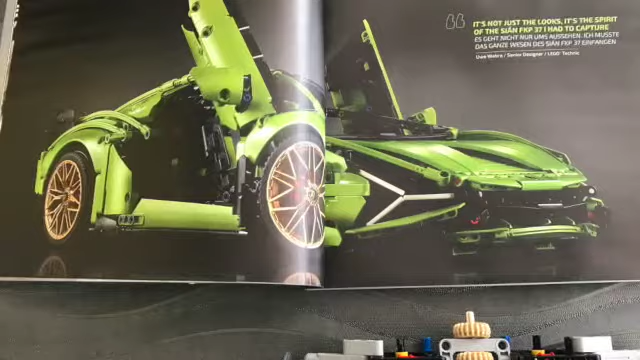 IT'S NOT JUST THE LOOKS, IT'S THE SPIRIT
OF THE SIÁN FKP 37 I HAD TO CAPTURE
ES GEHT NICHT NUR UMS AUSSEHEN. ICH MUSSTE
DAS GANZE WESEN DES SIÁN FKP 37 ERFANGEN
Uwe Wabra / Senior Designer / LEGO® Technic